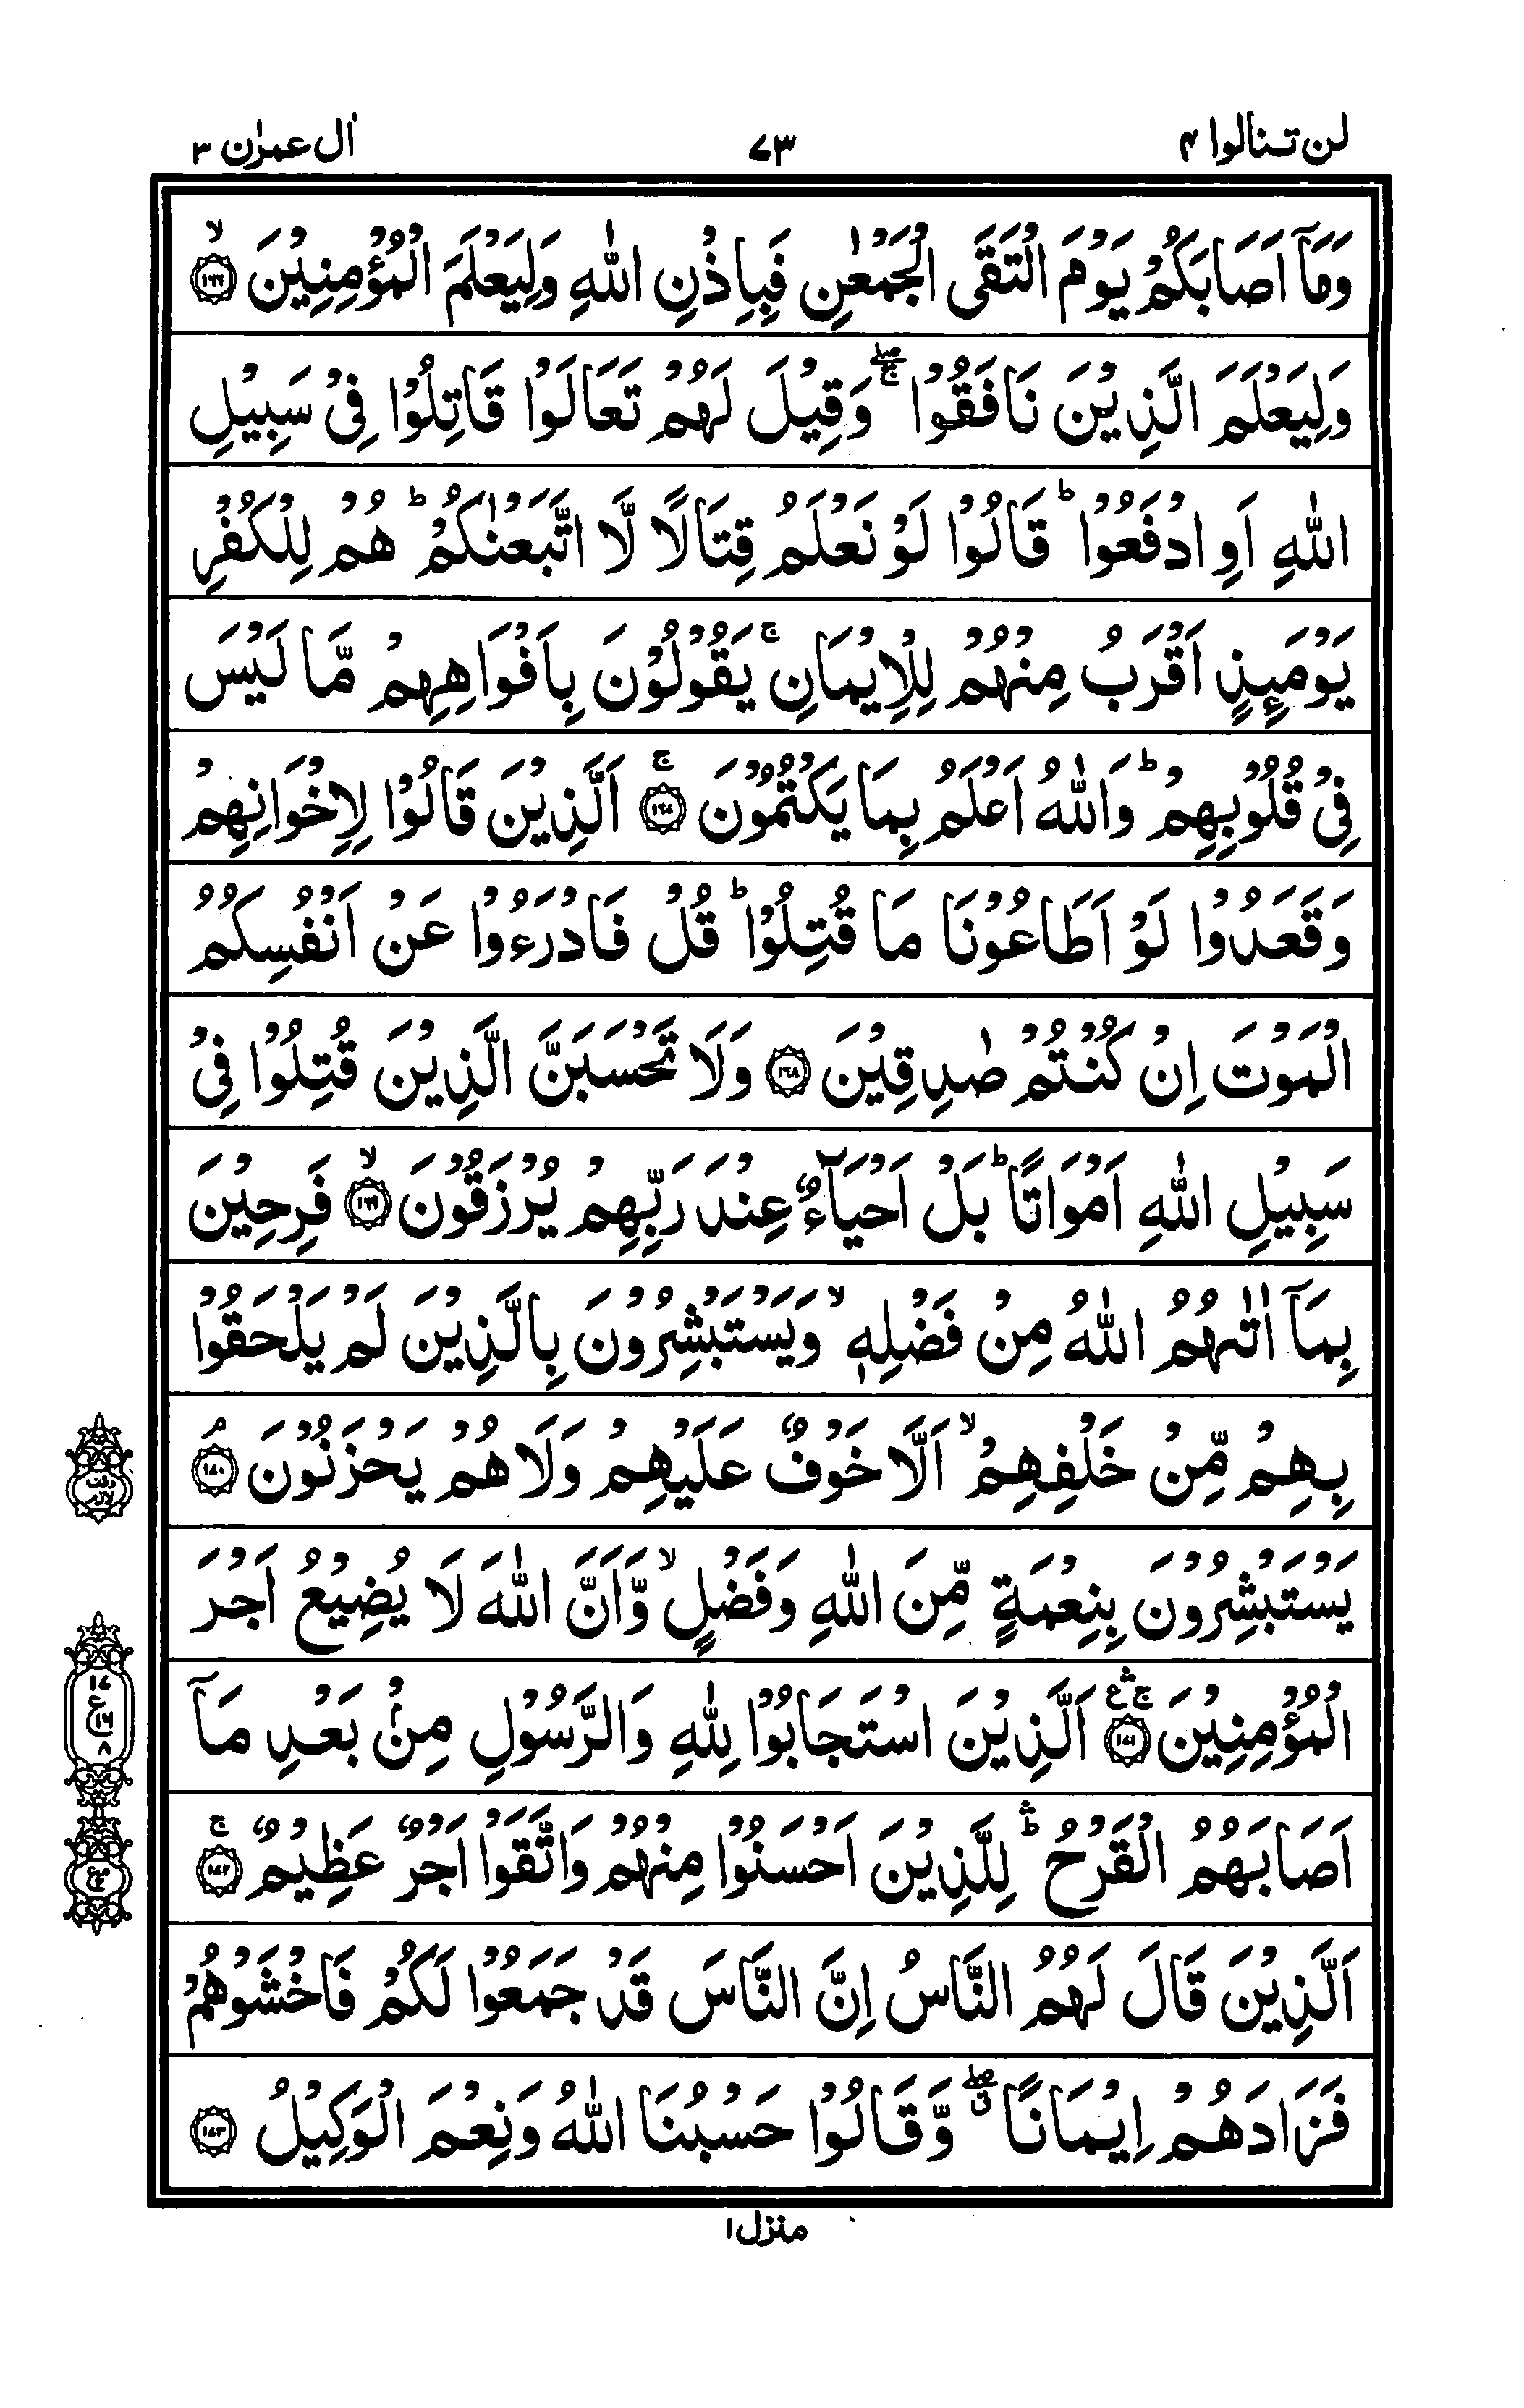 لن تنالوا ۴
۷۳
اٰل عمرٰن ۳
وَمَاۤ اَصَابَكُمْ يَوْمَ الْتَقَى الْجَمْعٰنِ فَبِاِذْنِ اللّٰهِ وَلِيَعْلَمَ الْمُؤْمِنِيْنَ ۙ﴿۱۶۶﴾
وَلِيَعْلَمَ الَّذِيْنَ نَافَقُوْا ۖۚ وَقِيْلَ لَهُمْ تَعَالَوْا قَاتِلُوْا فِىْ سَبِيْلِ
اللّٰهِ اَوِ ادْفَعُوْا ؕ قَالُوْا لَوْ نَعْلَمُ قِتَالًا لَّا اتَّبَعْنٰكُمْ ؕ هُمْ لِلْكُفْرِ
يَوْمَئِذٍ اَقْرَبُ مِنْهُمْ لِلْاِيْمَانِ ۚ يَقُوْلُوْنَ بِاَفْوَاهِهِمْ مَّا لَيْسَ
فِىْ قُلُوْبِهِمْ ؕ وَاللّٰهُ اَعْلَمُ بِمَا يَكْتُمُوْنَ ۚ﴿۱۶۷﴾ اَلَّذِيْنَ قَالُوْا لِاِخْوَانِهِمْ
وَقَعَدُوْا لَوْ اَطَاعُوْنَا مَا قُتِلُوْا ؕ قُلْ فَادْرَءُوْا عَنْ اَنْفُسِكُمُ
الْمَوْتَ اِنْ كُنْتُمْ صٰدِقِيْنَ ﴿۱۶۸﴾ وَلَا تَحْسَبَنَّ الَّذِيْنَ قُتِلُوْا فِىْ
سَبِيْلِ اللّٰهِ اَمْوَاتًا ؕ بَلْ اَحْيَآءٌ عِنْدَ رَبِّهِمْ يُرْزَقُوْنَ ۙ﴿۱۶۹﴾ فَرِحِيْنَ
بِمَاۤ اٰتٰىهُمُ اللّٰهُ مِنْ فَضْلِهٖ ۙ وَيَسْتَبْشِرُوْنَ بِالَّذِيْنَ لَمْ يَلْحَقُوْا
بِهِمْ مِّنْ خَلْفِهِمْ ۙ اَلَّا خَوْفٌ عَلَيْهِمْ وَلَا هُمْ يَحْزَنُوْنَ ۘ﴿۱۷۰﴾
يَسْتَبْشِرُوْنَ بِنِعْمَةٍ مِّنَ اللّٰهِ وَفَضْلٍ ۙ وَّاَنَّ اللّٰهَ لَا يُضِيْعُ اَجْرَ
الْمُؤْمِنِيْنَ ۚۛ ع ﴿۱۷۱﴾ اَلَّذِيْنَ اسْتَجَابُوْا لِلّٰهِ وَالرَّسُوْلِ مِنْۢ بَعْدِ مَاۤ
اَصَابَهُمُ الْقَرْحُ ؕۛ لِلَّذِيْنَ اَحْسَنُوْا مِنْهُمْ وَاتَّقَوْا اَجْرٌ عَظِيْمٌ ۚ﴿۱۷۲﴾
اَلَّذِيْنَ قَالَ لَهُمُ النَّاسُ اِنَّ النَّاسَ قَدْ جَمَعُوْا لَكُمْ فَاخْشَوْهُمْ
فَزَادَهُمْ اِيْمَانًا ۖق وَّقَالُوْا حَسْبُنَا اللّٰهُ وَنِعْمَ الْوَكِيْلُ ﴿۱۷۳﴾
وقف لازم
۱۷
ع
۱۶
۸
منزل ۱